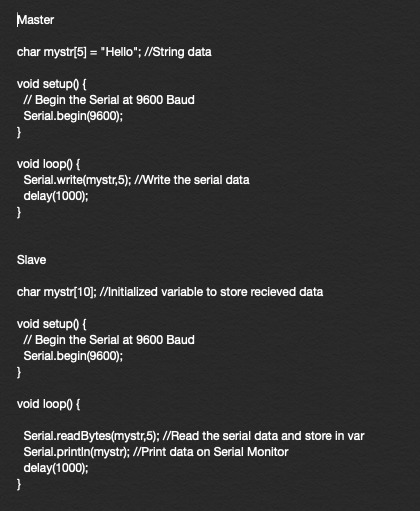 Master
char mystr[5] = "Hello"; //String data
void setup() {
// Begin the Serial at 9600 Baud
Serial.begin(9600);
}
void loop() {
Serial.write(mystr,5); //Write the serial data
delay(1000);
}
Slave
char mystr[10]; //Initialized variable to store recieved data
void setup() {
// Begin the Serial at 9600 Baud
Serial.begin(9600);
}
void loop() {
Serial.readBytes(mystr,5); //Read the serial data and store in var
Serial.println(mystr); //Print data on Serial Monitor
delay(1000);
}